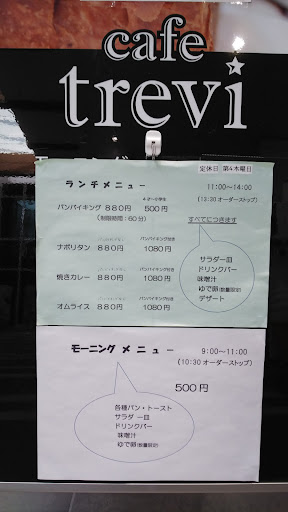 cafe
trevi
定休日 第4木曜日
ランチメニュー 11:00〜14:00
(13:30 オーダーストップ)
4才〜小学生
パンバイキング 880円 500円
(制限時間:60分) すべてにつきます
パンバイキング付き
ナポリタン 880円 1080円
パンバイキング付き
焼きカレー 880円 1080円
パンバイキング付き
オムライス 880円 1080円
サラダ一皿
ドリンクバー
味噌汁
ゆで卵(数量限定)
デザート
モーニング メニュー 9:00〜11:00
(10:30 オーダーストップ)
500円
各種パン・トースト
サラダ 一皿
ドリンクバー
味噌汁
ゆで卵(数量限定)